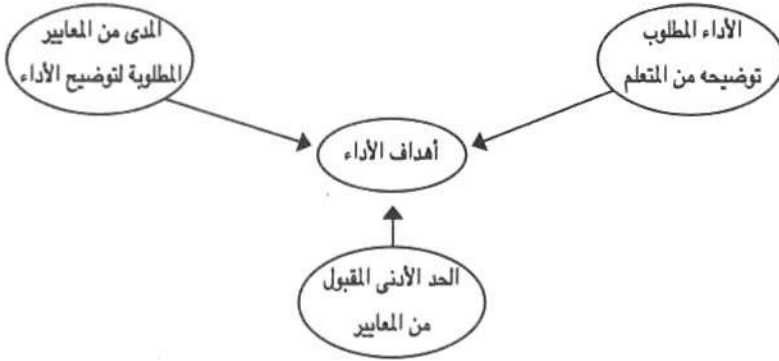 الأداء المطلوب
توضيحه من المتعلم
المدى من المعايير
المطلوبة لتوضيح الأداء
أهداف الأداء
الحد الأدنى المقبول
من المعايير